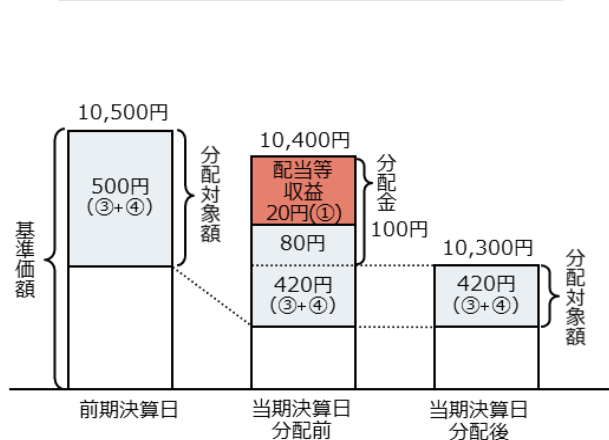 10,500円
500円
(③+④)
分配対象額
基準価額
前期決算日
10,400円
配当等
収益
20円(①)
80円
420円
(③+④)
分配金
100円
当期決算日
分配前
10,300円
420円
(③+④)
分配対象額
当期決算日
分配後